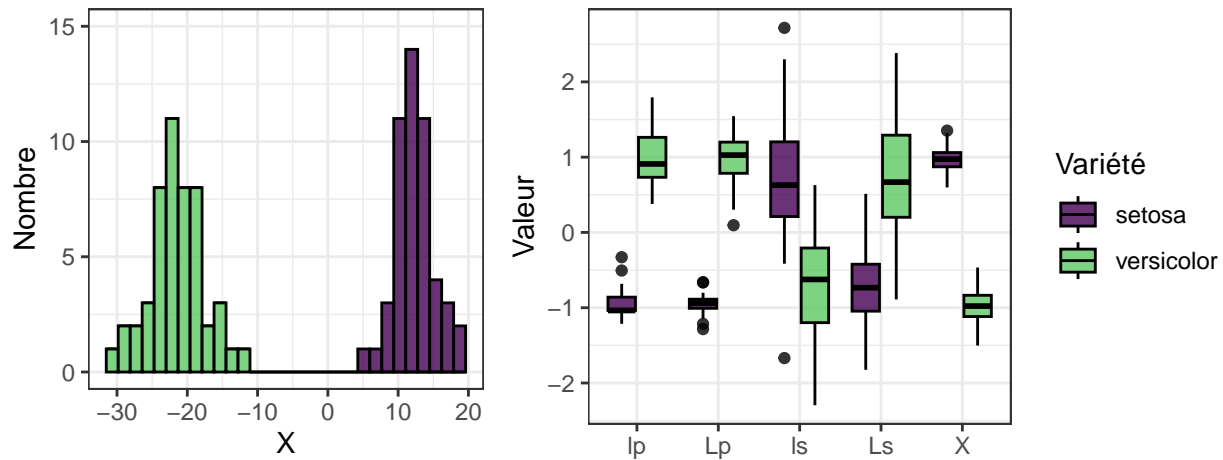 15
10
5
0
Nombre
−30 −20 −10 0 10 20
X
2
1
0
−1
−2
Valeur
lp Lp ls Ls X
Variété
setosa
versicolor